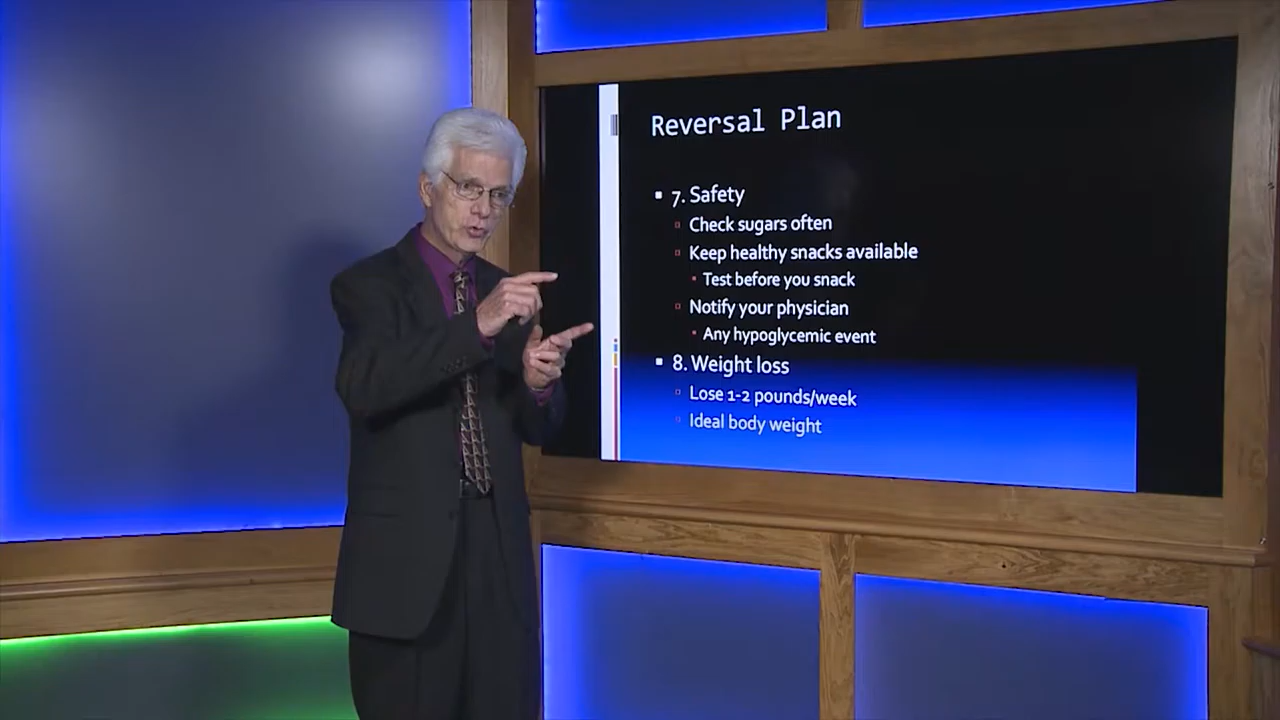 Reversal Plan
7. Safety
Check sugars often
Keep healthy snacks available
Test before you snack
Notify your physician
Any hypoglycemic event
8. Weight loss
Lose 1-2 pounds/week
Ideal body weight